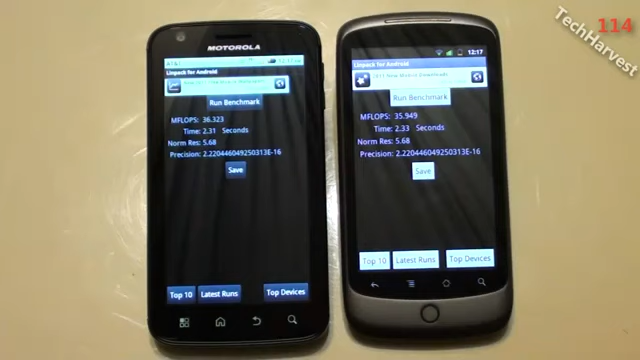 114
TechHarvest
MOTOROLA
AT&T
Linpack for Android
Run Benchmark
MFLOPS: 36.323
Time: 2.31 Seconds
Norm Res: 5.68
Precision: 2.220446049250313E-16
Save
Top 10
Latest Runs
Top Devices
12:17
Linpack for Android
Run Benchmark
MFLOPS: 35.949
Time: 2.33 Seconds
Norm Res: 5.68
Precision: 2.220446049250313E-16
Save
Top 10
Latest Runs
Top Devices